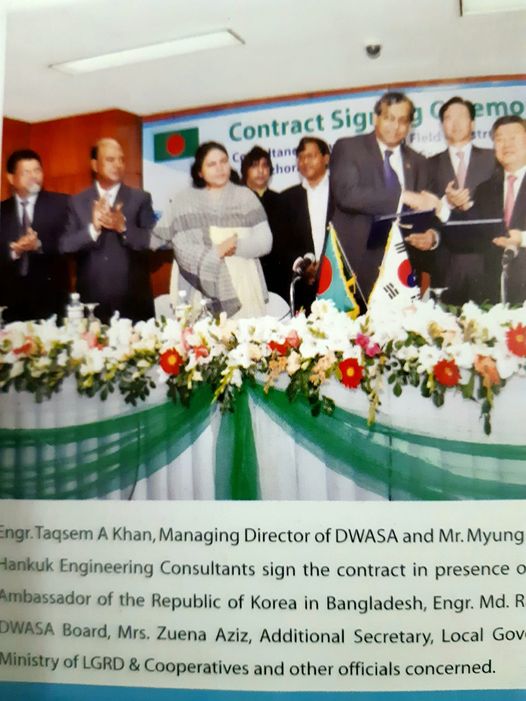 Contract Signing Ceremo
Engr. Taqsem A Khan, Managing Director of DWASA and Mr. Myung
Hankuk Engineering Consultants sign the contract in presence o
Ambassador of the Republic of Korea in Bangladesh, Engr. Md. R
DWASA Board, Mrs. Zuena Aziz, Additional Secretary, Local Gov
Ministry of LGRD & Cooperatives and other officials concerned.